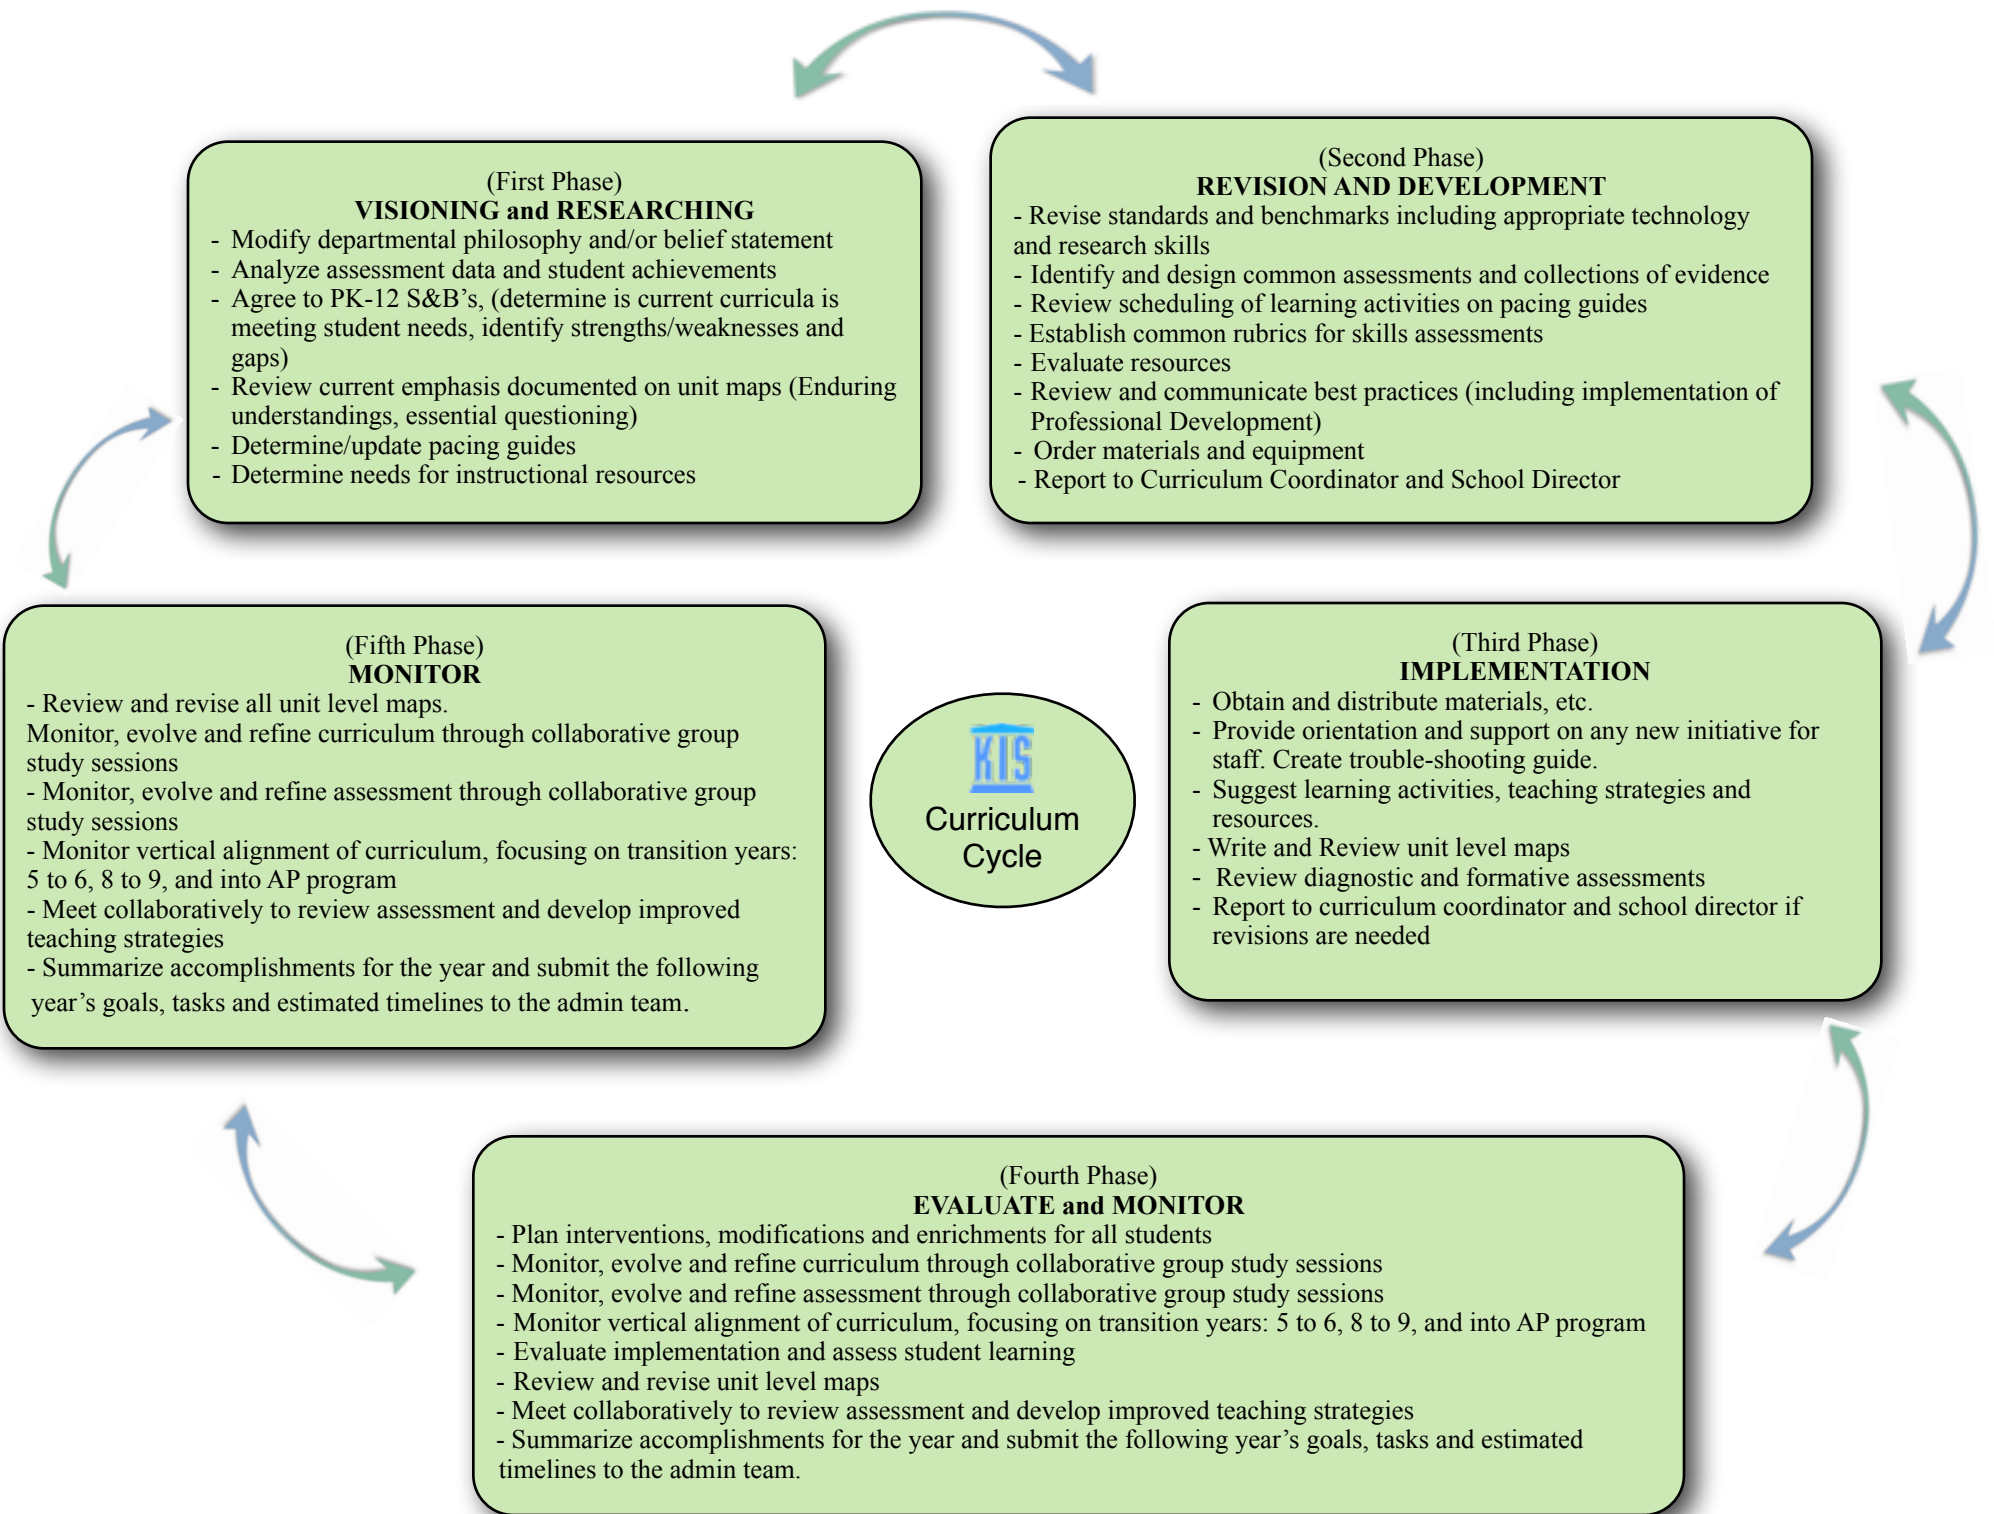 (First Phase)
VISIONING and RESEARCHING
- Modify departmental philosophy and/or belief statement
- Analyze assessment data and student achievements
- Agree to PK-12 S&B’s, (determine is current curricula is
meeting student needs, identify strengths/weaknesses and
gaps)
- Review current emphasis documented on unit maps (Enduring
understandings, essential questioning)
- Determine/update pacing guides
- Determine needs for instructional resources
(Second Phase)
REVISION AND DEVELOPMENT
- Revise standards and benchmarks including appropriate technology
and research skills
- Identify and design common assessments and collections of evidence
- Review scheduling of learning activities on pacing guides
- Establish common rubrics for skills assessments
- Evaluate resources
- Review and communicate best practices (including implementation of
Professional Development)
- Order materials and equipment
- Report to Curriculum Coordinator and School Director
(Third Phase)
IMPLEMENTATION
- Obtain and distribute materials, etc.
- Provide orientation and support on any new initiative for
staff. Create trouble-shooting guide.
- Suggest learning activities, teaching strategies and
resources.
- Write and Review unit level maps
- Review diagnostic and formative assessments
- Report to curriculum coordinator and school director if
revisions are needed
(Fourth Phase)
EVALUATE and MONITOR
- Plan interventions, modifications and enrichments for all students
- Monitor, evolve and refine curriculum through collaborative group study sessions
- Monitor, evolve and refine assessment through collaborative group study sessions
- Monitor vertical alignment of curriculum, focusing on transition years: 5 to 6, 8 to 9, and into AP program
- Evaluate implementation and assess student learning
- Review and revise unit level maps
- Meet collaboratively to review assessment and develop improved teaching strategies
- Summarize accomplishments for the year and submit the following year’s goals, tasks and estimated
timelines to the admin team.
(Fifth Phase)
MONITOR
- Review and revise all unit level maps.
Monitor, evolve and refine curriculum through collaborative group
study sessions
- Monitor, evolve and refine assessment through collaborative group
study sessions
- Monitor vertical alignment of curriculum, focusing on transition years:
5 to 6, 8 to 9, and into AP program
- Meet collaboratively to review assessment and develop improved
teaching strategies
- Summarize accomplishments for the year and submit the following
year’s goals, tasks and estimated timelines to the admin team.
KIS
Curriculum
Cycle